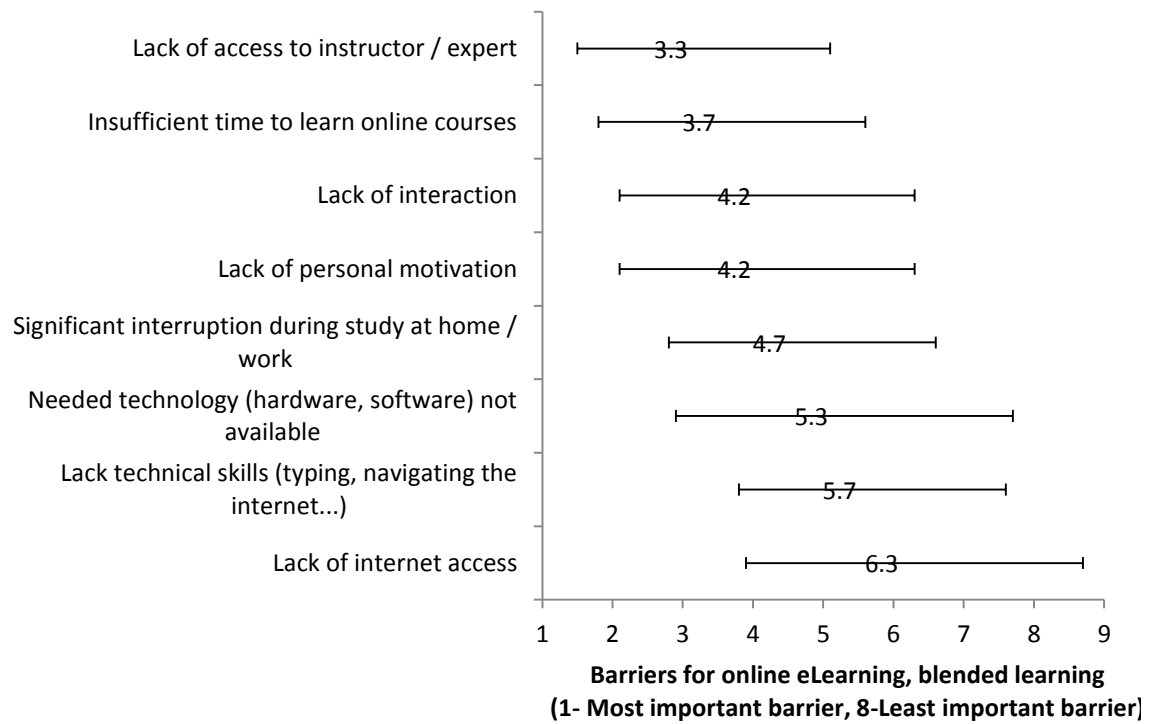 Lack of access to instructor / expert
3.3
Insufficient time to learn online courses
3.7
Lack of interaction
4.2
Lack of personal motivation
4.2
Significant interruption during study at home /
work
4.7
Needed technology (hardware, software) not
available
5.3
Lack technical skills (typing, navigating the
internet...)
5.7
Lack of internet access
6.3
1 2 3 4 5 6 7 8 9
Barriers for online eLearning, blended learning
(1- Most important barrier, 8-Least important barrier)